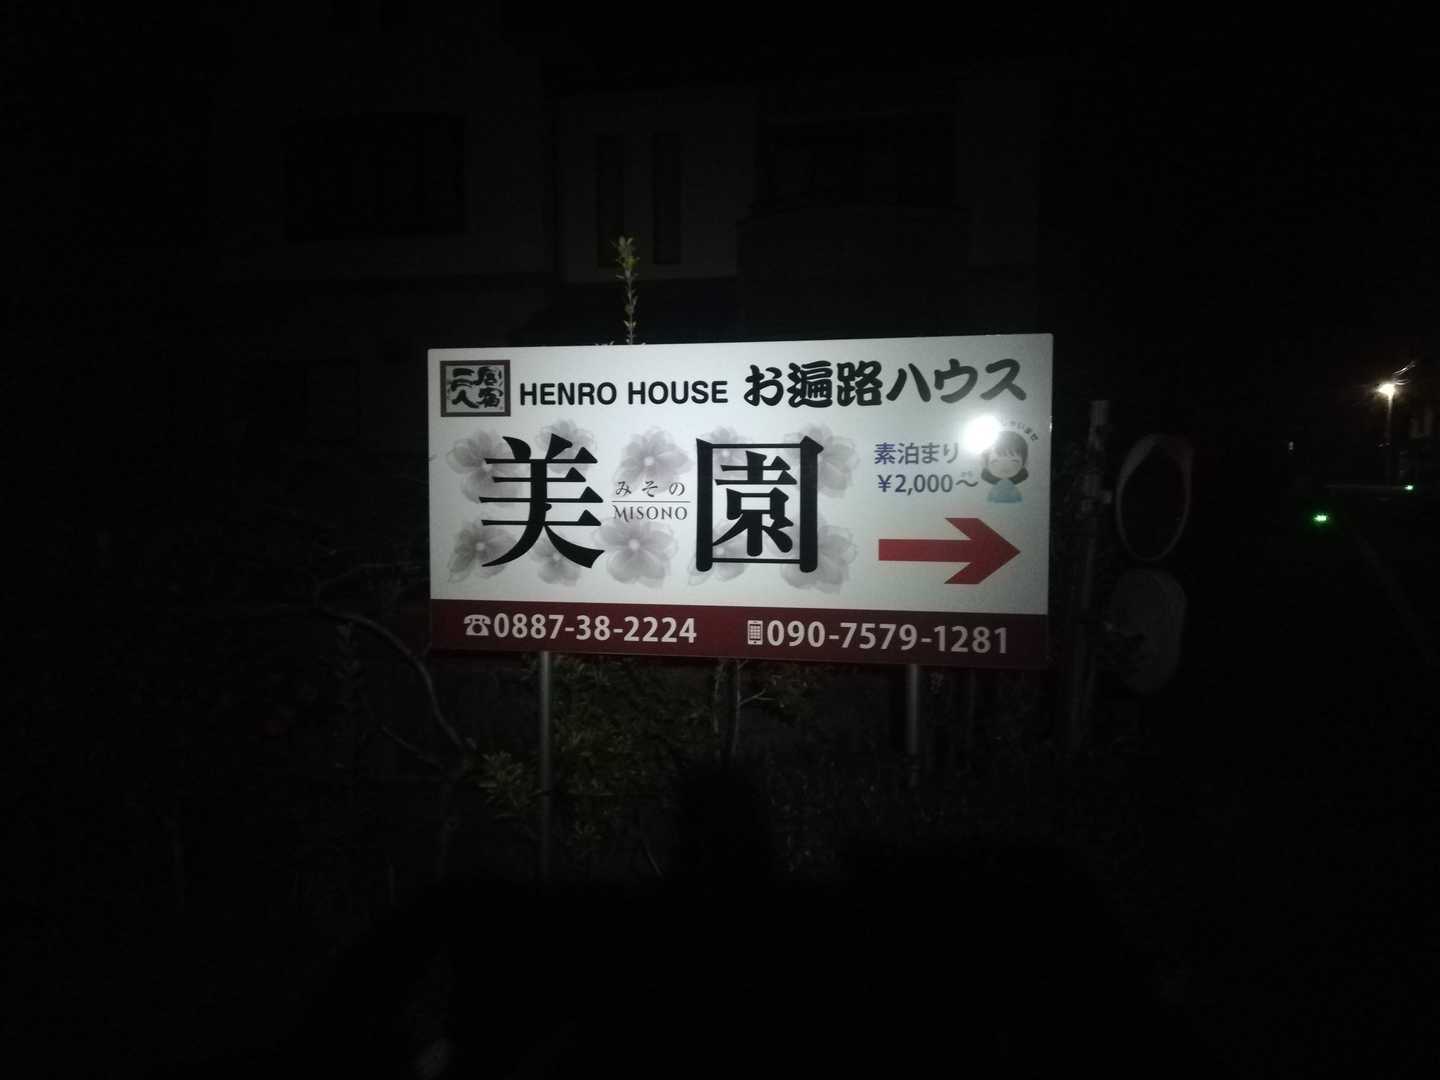 HENRO HOUSE お遍路ハウス
美園
みその
MISONO
素泊まり
¥2,000〜
☎0887-38-2224
090-7579-1281